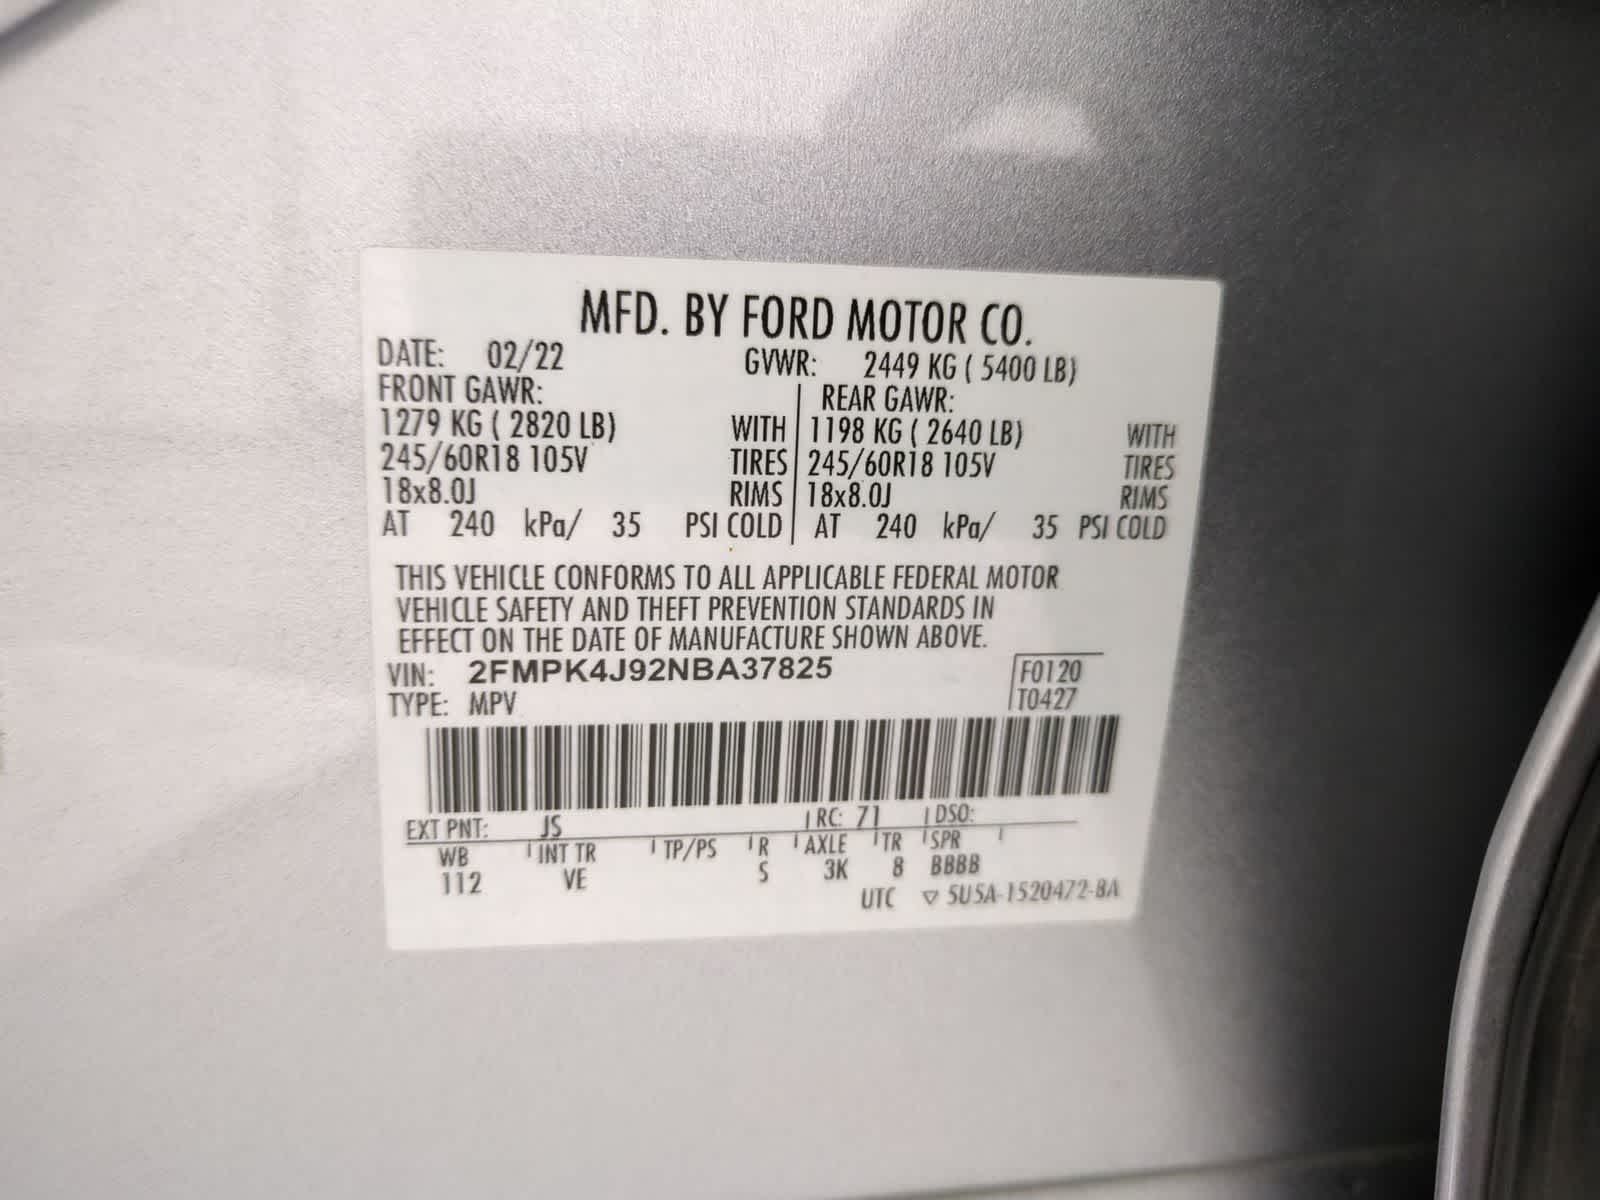 MFD. BY FORD MOTOR CO.
DATE: 02/22 GVWR: 2449 KG ( 5400 LB)
FRONT GAWR: REAR GAWR:
1279 KG ( 2820 LB) WITH 1198 KG ( 2640 LB) WITH
245/60R18 105V TIRES 245/60R18 105V TIRES
18x8.0J RIMS 18x8.0J RIMS
AT 240 kPa/ 35 PSI COLD AT 240 kPa/ 35 PSI COLD
THIS VEHICLE CONFORMS TO ALL APPLICABLE FEDERAL MOTOR
VEHICLE SAFETY AND THEFT PREVENTION STANDARDS IN
EFFECT ON THE DATE OF MANUFACTURE SHOWN ABOVE.
VIN: 2FMPK4J92NBA37825 F0120
TYPE: MPV T0427
EXT PNT: JS RC: 71 DSO:
WB INT TR TP/PS R AXLE TR SPR
112 VE S 3K 8 BBBB
UTC ▽ 5U5A-1520472-BA